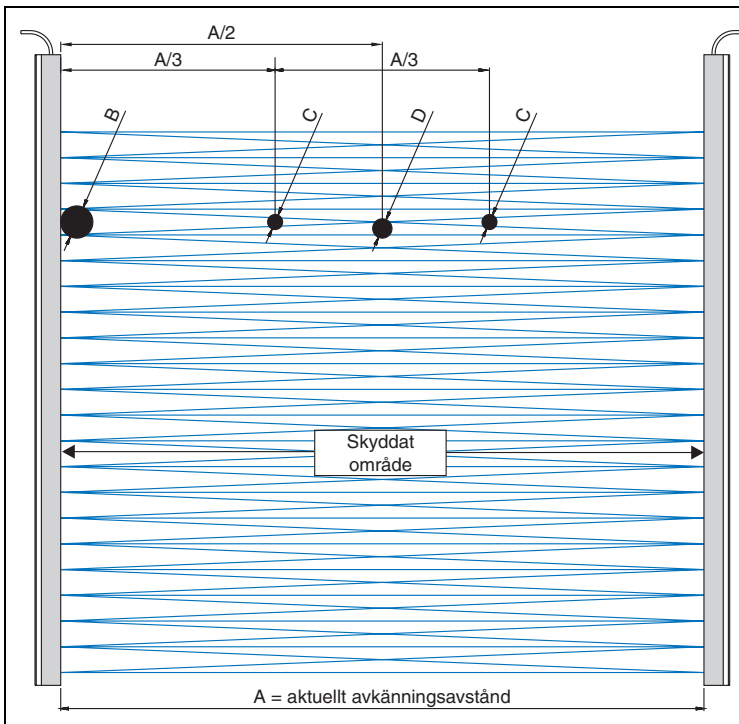 A/2
A/3
A/3
B
C
D
C
Skyddat
område
A = aktuellt avkänningsavstånd